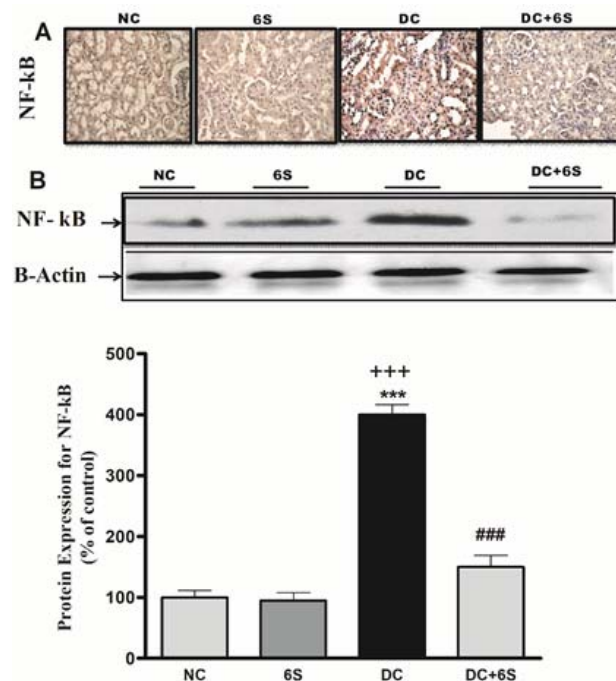 A
NC 6S DC DC+6S
NF-kB
B
NC 6S DC DC+6S
NF- kB
B-Actin
Protein Expression for NF-kB
(% of control)
500
400
300
200
100
0
+++
***
###
NC 6S DC DC+6S